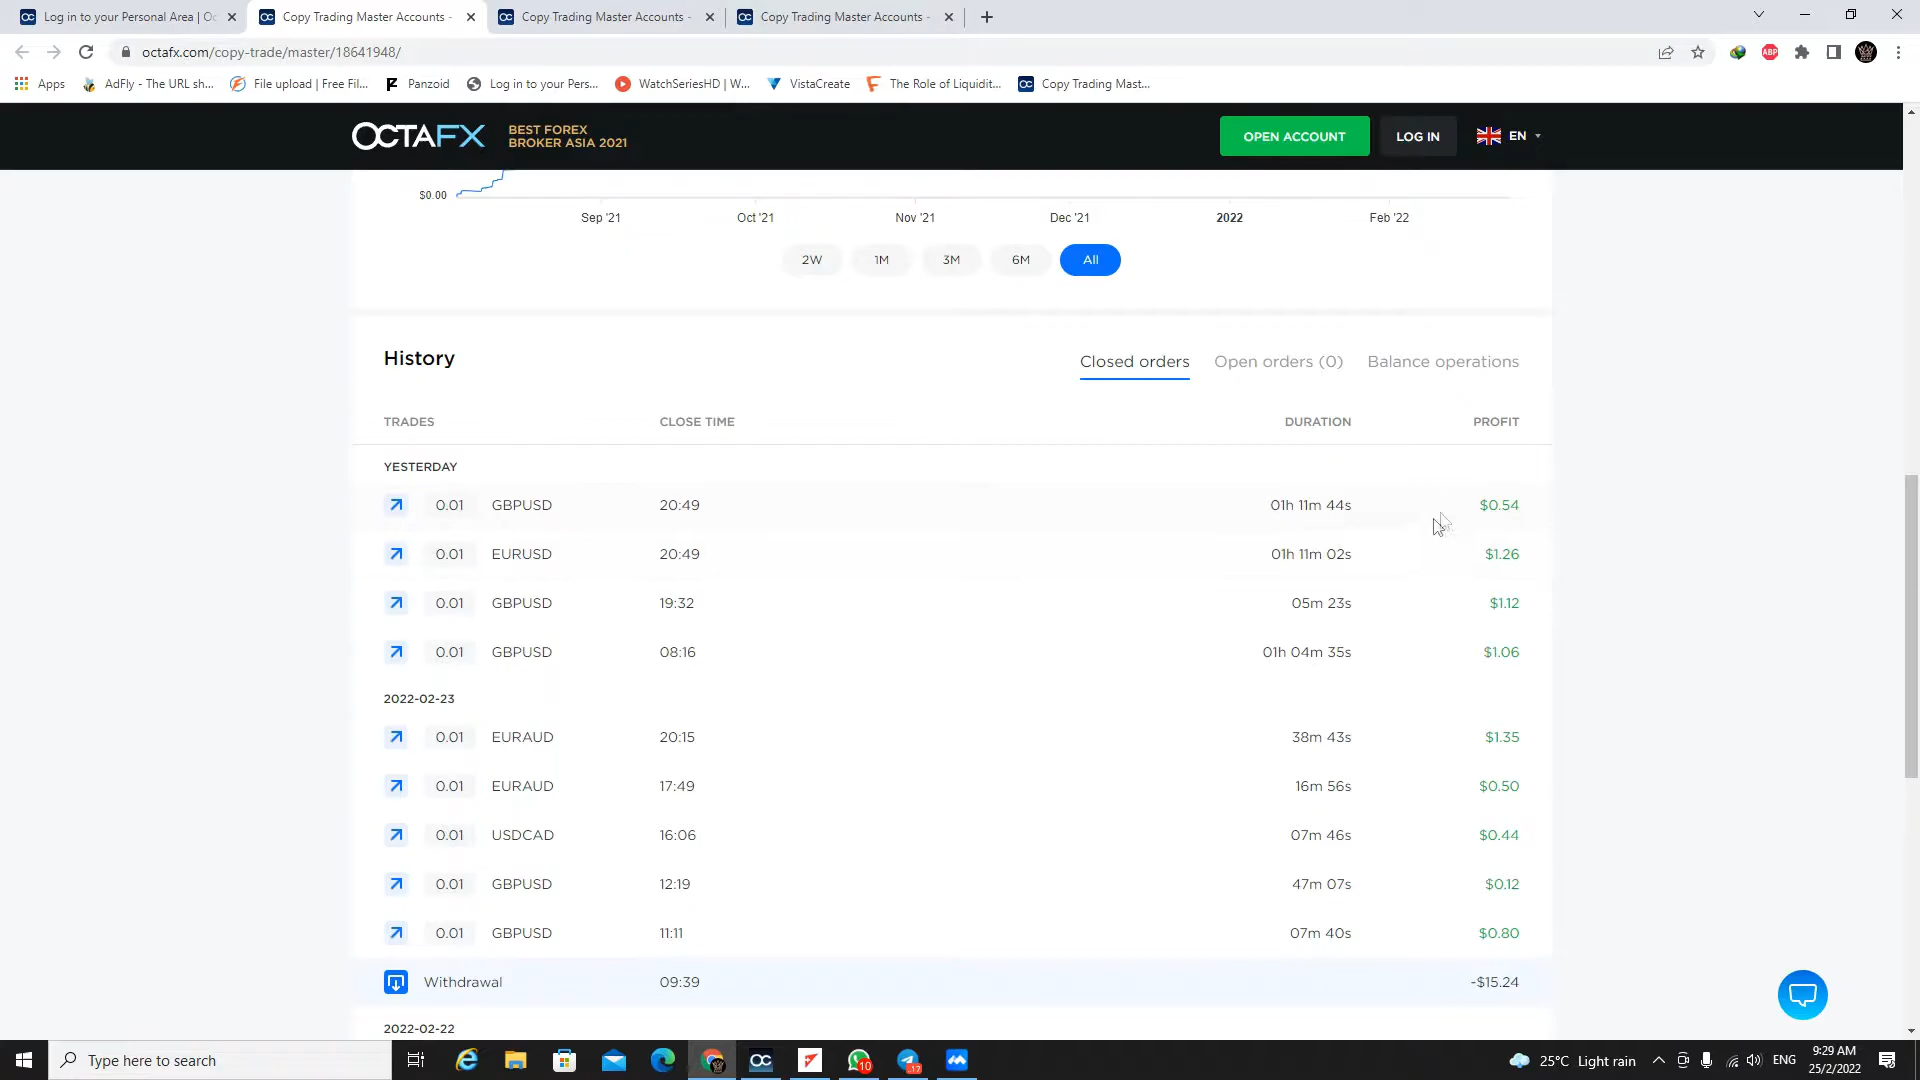 Log in to your Personal Area | Oc
Copy Trading Master Accounts -
Copy Trading Master Accounts -
Copy Trading Master Accounts -
octafx.com/copy-trade/master/18641948/
Apps
AdFly - The URL sh...
File upload | Free Fil...
Panzoid
Log in to your Pers...
WatchSeriesHD | W...
VistaCreate
The Role of Liquidit...
Copy Trading Mast...
OCTAFX
BEST FOREX
BROKER ASIA 2021
OPEN ACCOUNT
LOG IN
EN
$0.00
Sep '21 Oct '21 Nov '21 Dec '21 2022 Feb '22
2W 1M 3M 6M All
History
Closed orders Open orders (0) Balance operations
TRADES CLOSE TIME DURATION PROFIT
YESTERDAY
0.01 GBPUSD 20:49 01h 11m 44s $0.54
0.01 EURUSD 20:49 01h 11m 02s $1.26
0.01 GBPUSD 19:32 05m 23s $1.12
0.01 GBPUSD 08:16 01h 04m 35s $1.06
2022-02-23
0.01 EURAUD 20:15 38m 43s $1.35
0.01 EURAUD 17:49 16m 56s $0.50
0.01 USDCAD 16:06 07m 46s $0.44
0.01 GBPUSD 12:19 47m 07s $0.12
0.01 GBPUSD 11:11 07m 40s $0.80
Withdrawal 09:39 -$15.24
2022-02-22
Type here to search
10
17
25°C Light rain
ENG
9:29 AM
25/2/2022